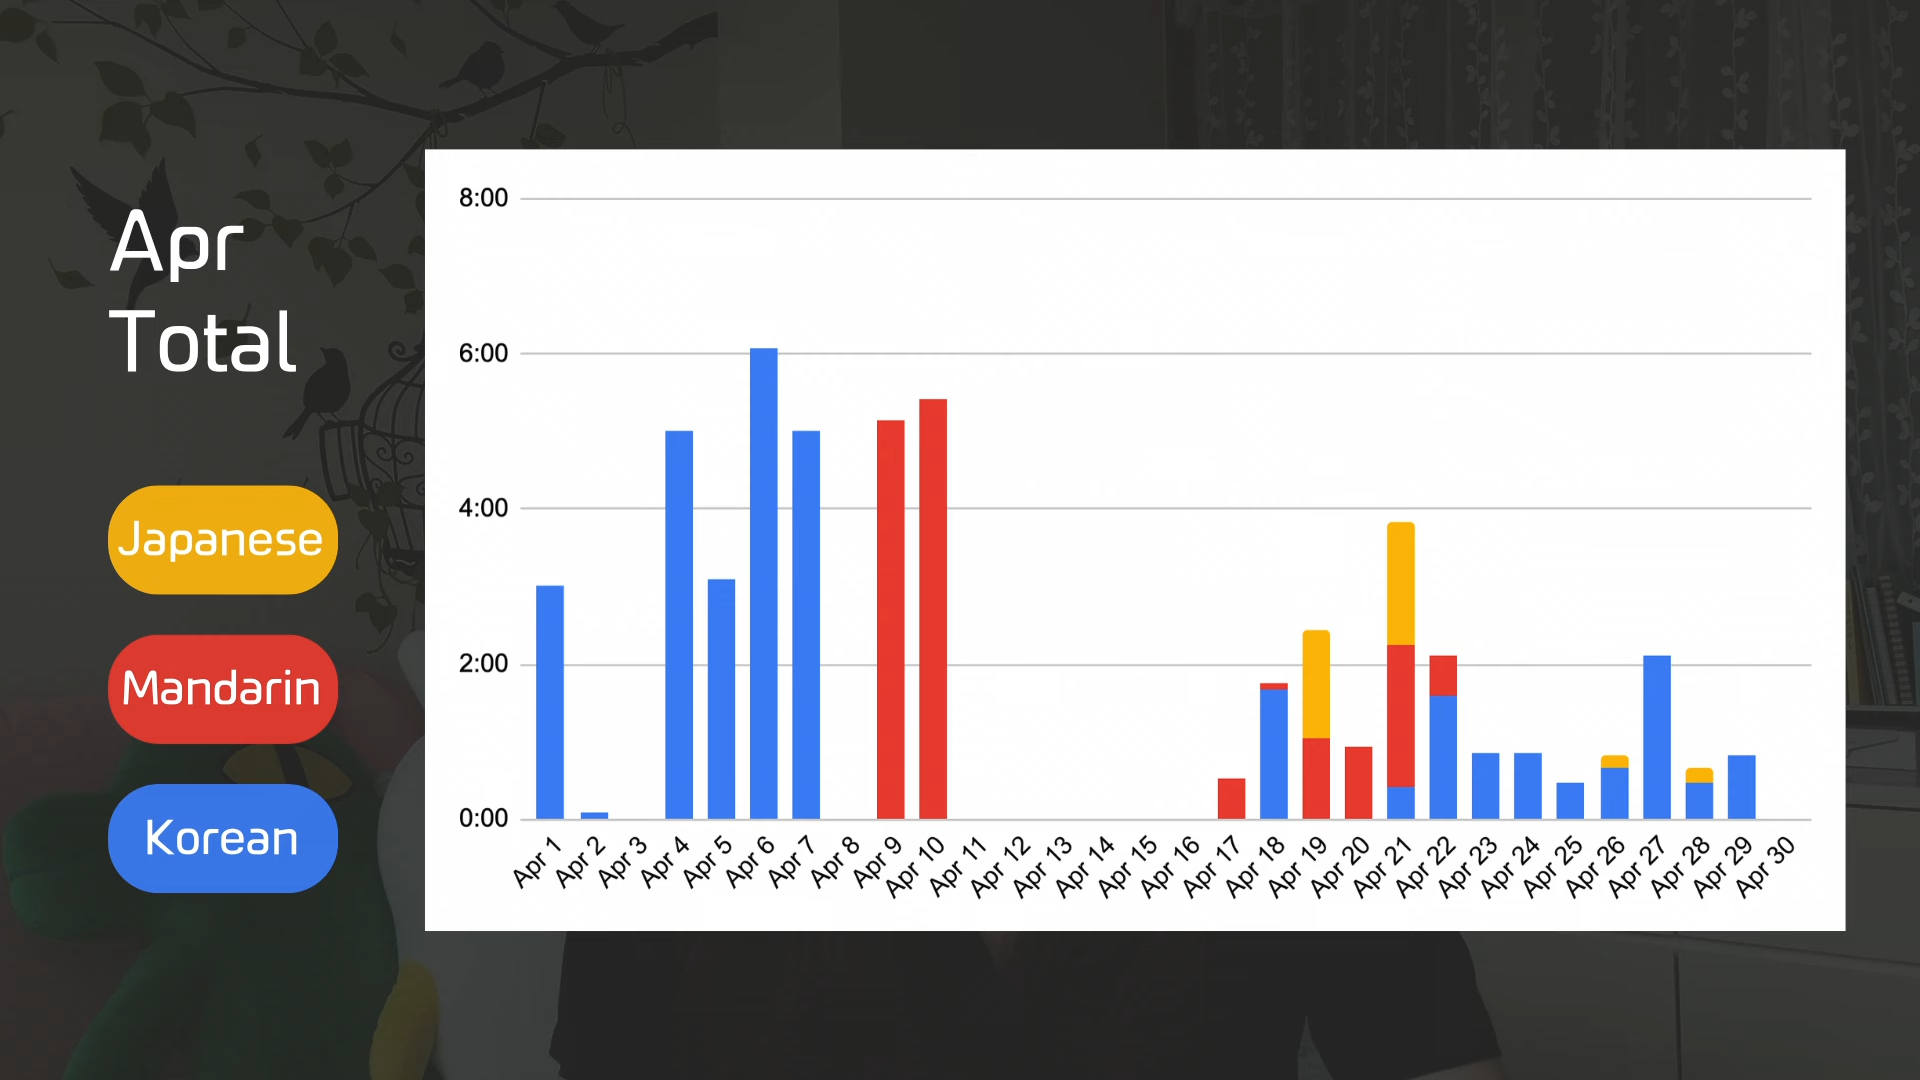 Apr
Total
Japanese
Mandarin
Korean
8:00
6:00
4:00
2:00
0:00
Apr 1
Apr 2
Apr 3
Apr 4
Apr 5
Apr 6
Apr 7
Apr 8
Apr 9
Apr 10
Apr 11
Apr 12
Apr 13
Apr 14
Apr 15
Apr 16
Apr 17
Apr 18
Apr 19
Apr 20
Apr 21
Apr 22
Apr 23
Apr 24
Apr 25
Apr 26
Apr 27
Apr 28
Apr 29
Apr 30